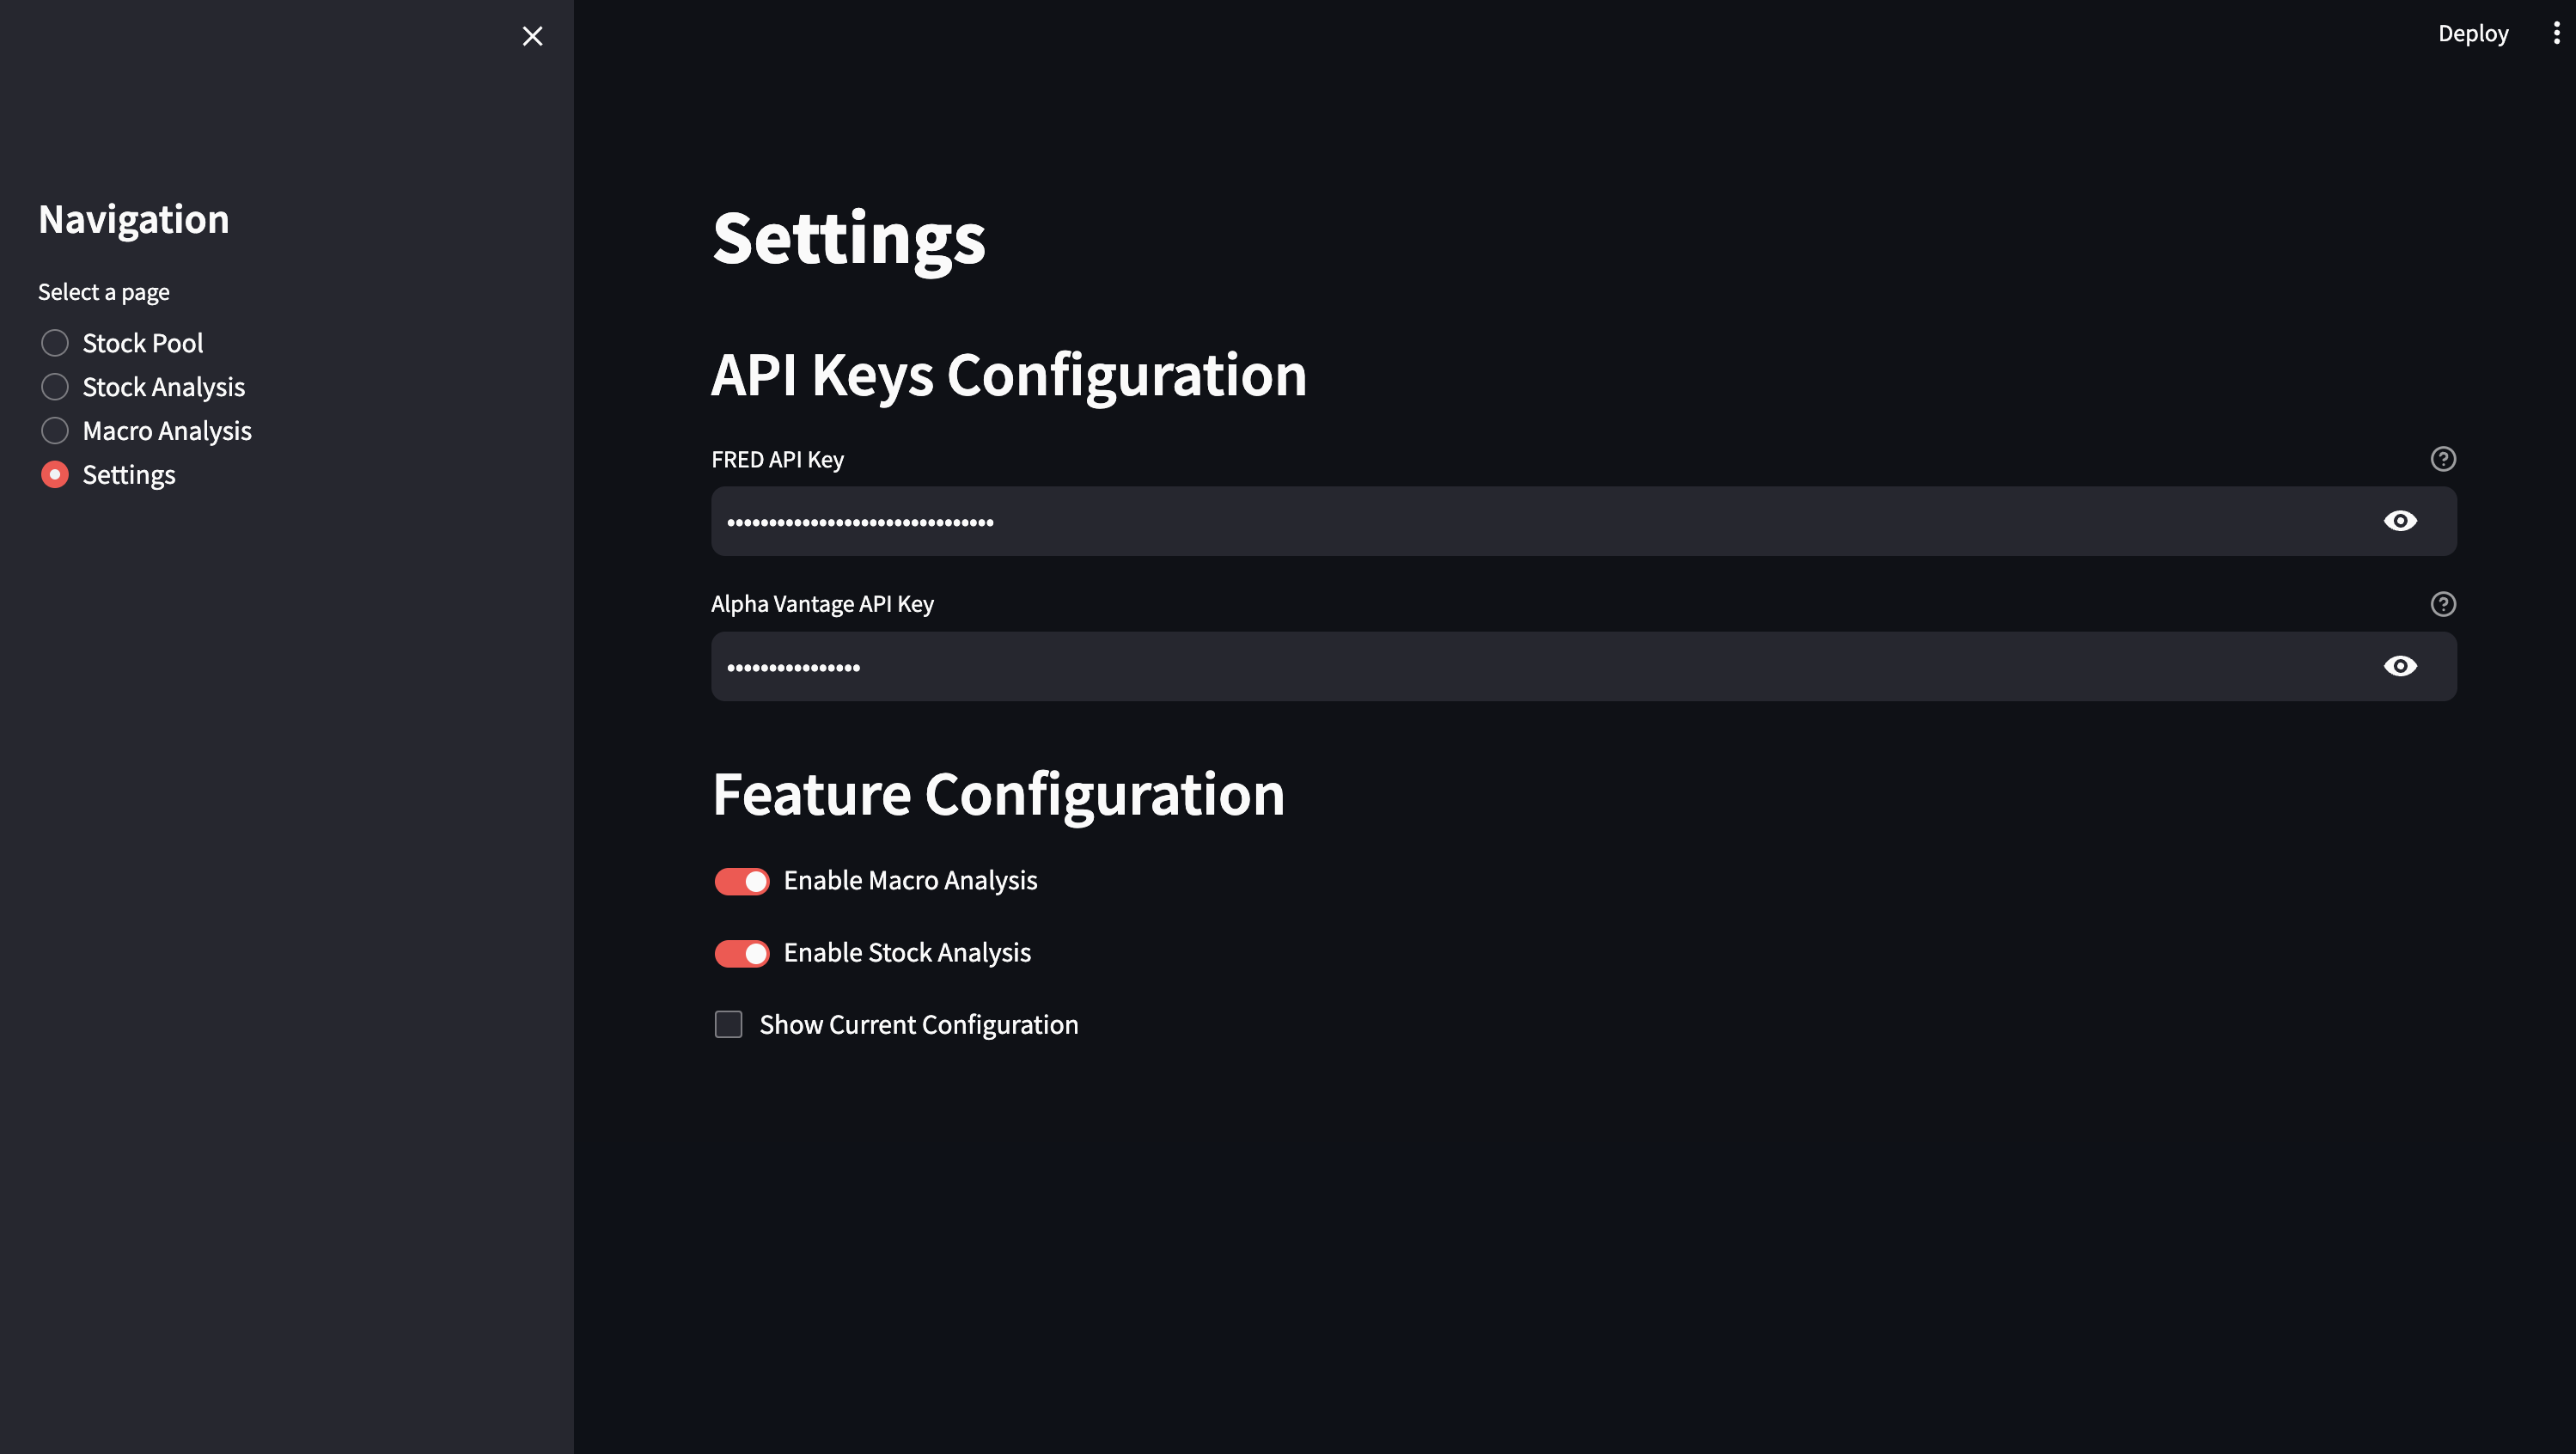 Deploy
Navigation
Select a page
Stock Pool
Stock Analysis
Macro Analysis
Settings
Settings
API Keys Configuration
FRED API Key
••••••••••••••••••••••••••••••••
Alpha Vantage API Key
••••••••••••••••
Feature Configuration
Enable Macro Analysis
Enable Stock Analysis
Show Current Configuration